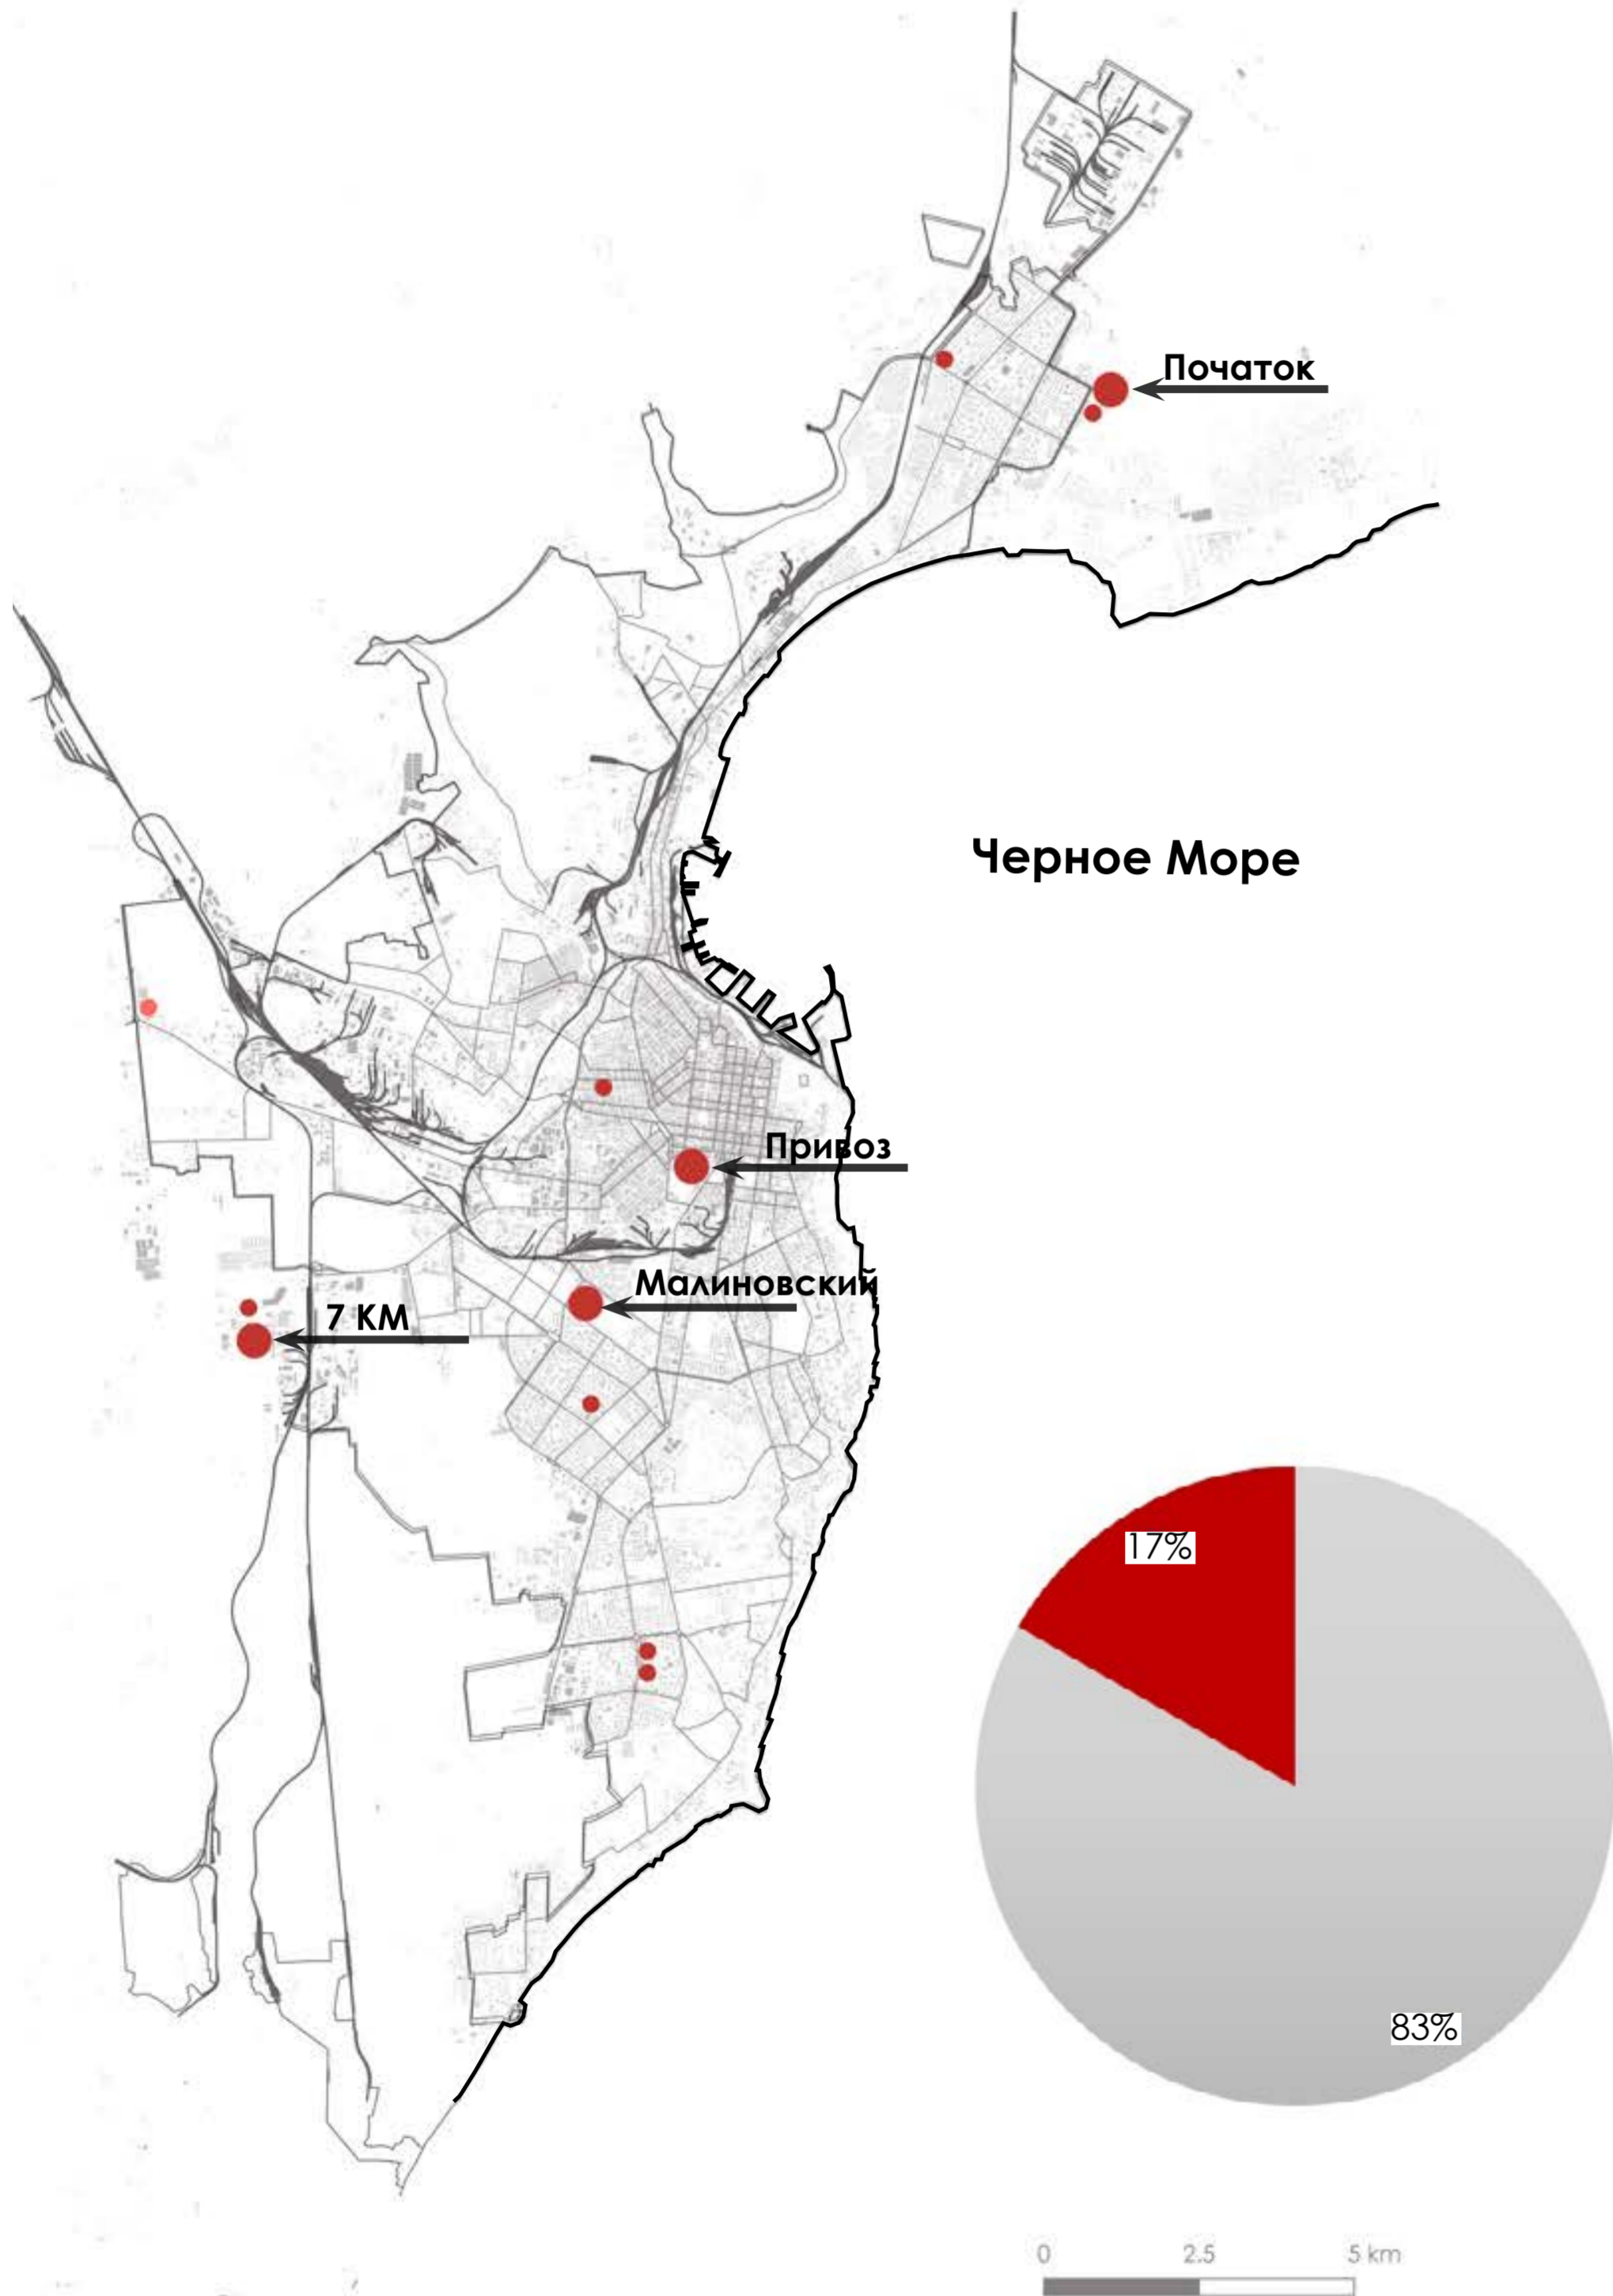 Початок
Черное Море
Привоз
Малиновский
7 КМ
17%
83%
0 2.5 5 km